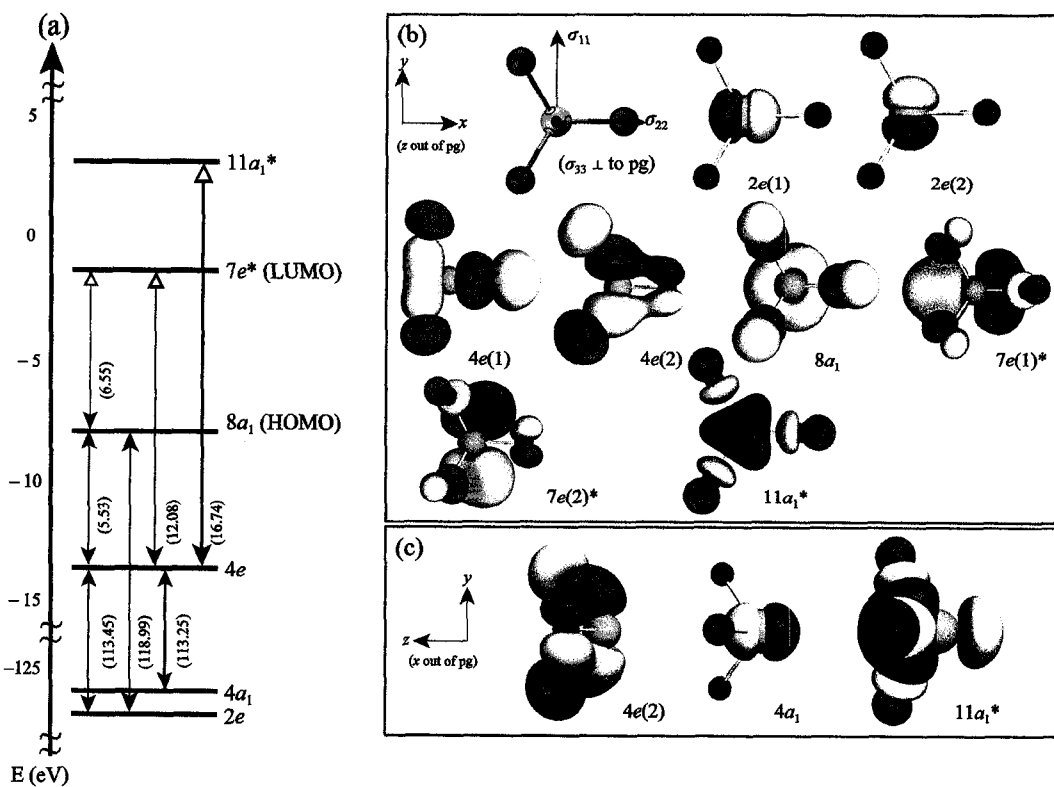 (a)
5
0
– 5
– 10
– 15
–125
E (eV)
11a₁*
7e* (LUMO)
8a₁ (HOMO)
4e
4a₁
2e
(6.55)
(5.53)
(12.08)
(16.74)
(113.45)
(118.99)
(113.25)
(b)
y
x
(z out of pg)
σ₁₁
σ₂₂
(σ₃₃ ⊥ to pg)
2e(1)
2e(2)
4e(1)
4e(2)
8a₁
7e(1)*
7e(2)*
11a₁*
(c)
y
z
(x out of pg)
4e(2)
4a₁
11a₁*